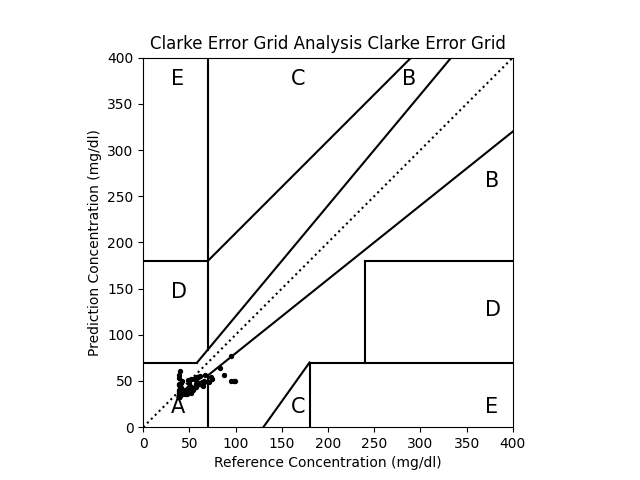 Clarke Error Grid Analysis Clarke Error Grid
400
350
300
250
200
150
100
50
0
Prediction Concentration (mg/dl)
E
C
B
B
D
D
A
C
E
0 50 100 150 200 250 300 350 400
Reference Concentration (mg/dl)